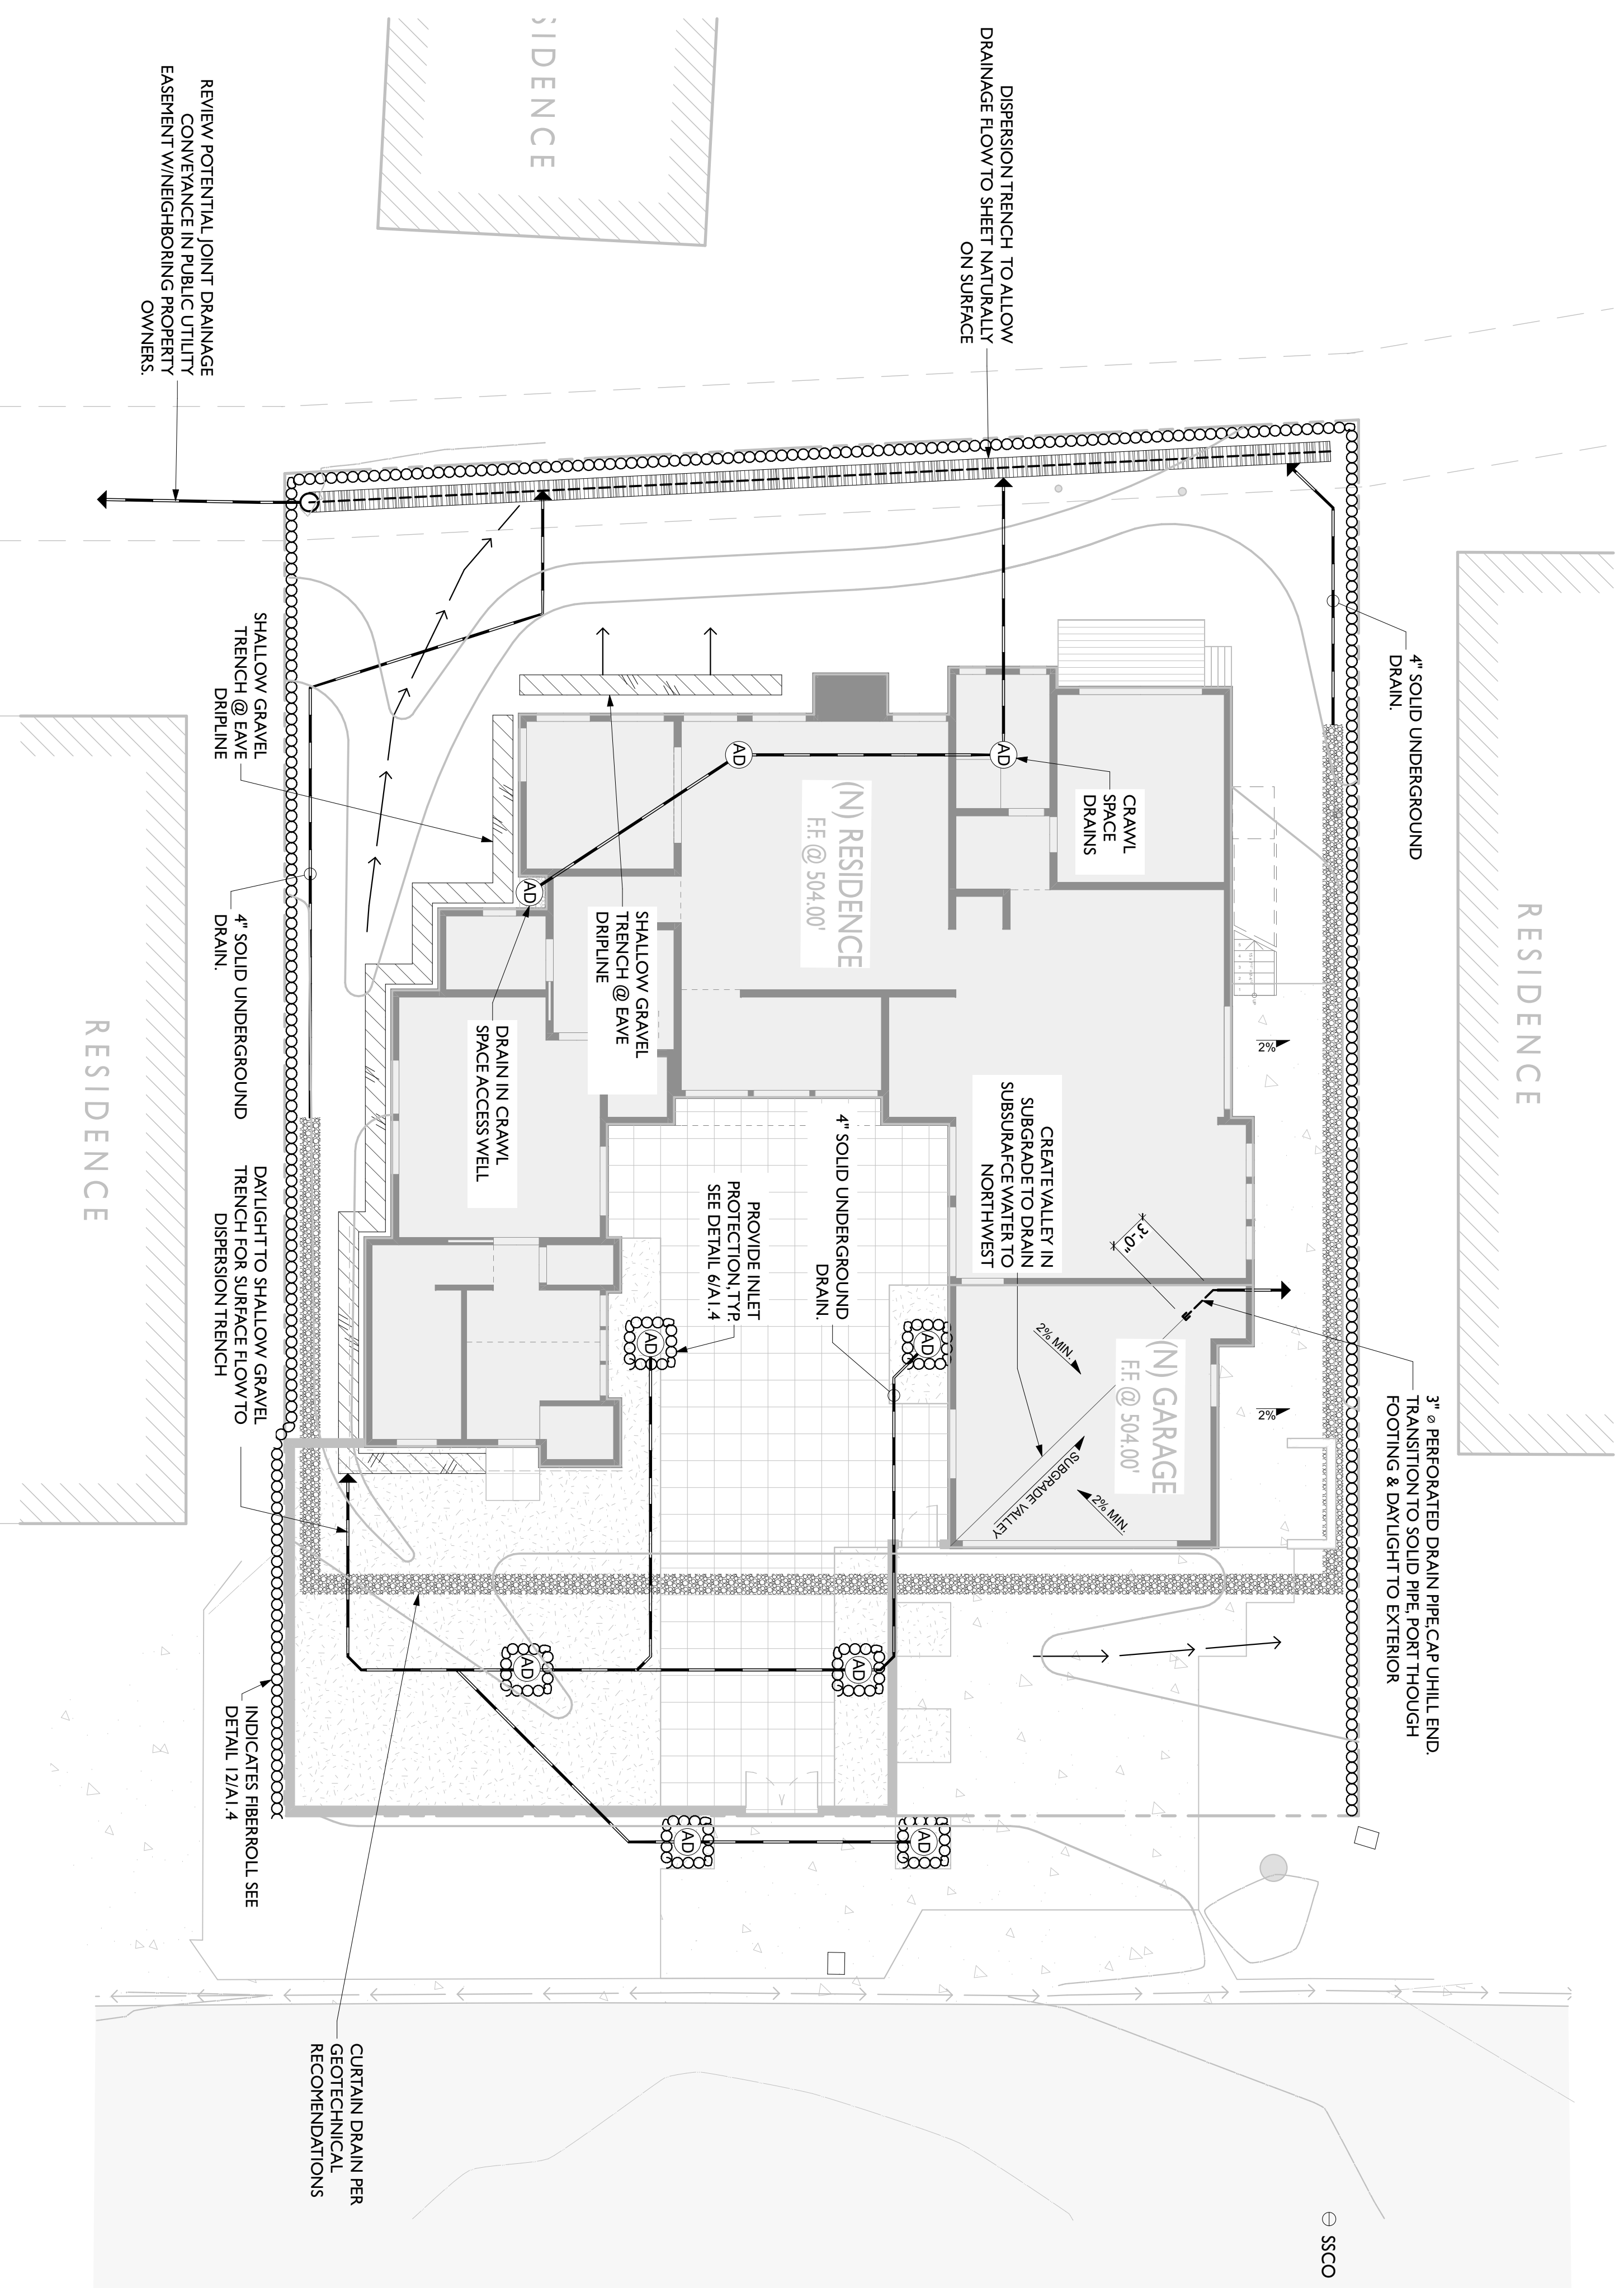 SIDENCE
REVIEW POTENTIAL JOINT DRAINAGE
CONVEYANCE IN PUBLIC UTILITY
EASEMENT W/NEIGHBORING PROPERTY
OWNERS.
DISPERSION TRENCH TO ALLOW
DRAINAGE FLOW TO SHEET NATURALLY
ON SURFACE
4" SOLID UNDERGROUND
DRAIN.
RESIDENCE
SHALLOW GRAVEL
TRENCH @ EAVE
DRIPLINE
AD
AD
AD
CRAWL
SPACE
DRAINS
(N) RESIDENCE
F.F. @ 504.00'
SHALLOW GRAVEL
TRENCH @ EAVE
DRIPLINE
DRAIN IN CRAWL
SPACE ACCESS WELL
4" SOLID UNDERGROUND
DRAIN.
RESIDENCE
2%
CREATE VALLEY IN
SUBGRADE TO DRAIN
SUBSURAFCE WATER TO
NORTHWEST
4" SOLID UNDERGROUND
DRAIN.
PROVIDE INLET
PROTECTION, TYP.
SEE DETAIL 6/A1.4
DAYLIGHT TO SHALLOW GRAVEL
TRENCH FOR SURFACE FLOW TO
DISPERSION TRENCH
3'-0"
2% MIN.
(N) GARAGE
F.F. @ 504.00'
SUBGRADE VALLEY
2% MIN.
2%
3" ⌀ PERFORATED DRAIN PIPE, CAP UHILL END.
TRANSITION TO SOLID PIPE, PORT THOUGH
FOOTING & DAYLIGHT TO EXTERIOR
AD
AD
AD
AD
AD
AD
INDICATES FIBERROLL SEE
DETAIL 12/A1.4
CURTAIN DRAIN PER
GEOTECHNICAL
RECOMENDATIONS
SSCO